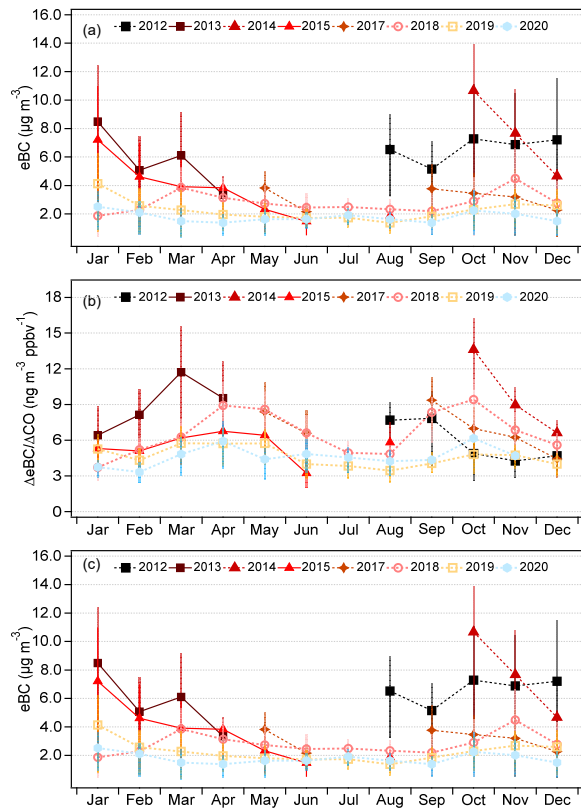 16.0
(a)
2012 2013 2014 2015 2017 2018 2019 2020
14.0
12.0
10.0
8.0
6.0
4.0
2.0
eBC (μg m⁻³)
Jar Feb Mar Apr May Jun Jul Aug Sep Oct Nov Dec
18
(b)
2012 2013 2014 2015 2017 2018 2019 2020
15
12
9
6
3
0
ΔeBC/ΔCO (ng m⁻³ ppbv⁻¹)
Jar Feb Mar Apr May Jun Jul Aug Sep Oct Nov Dec
16.0
(c)
2012 2013 2014 2015 2017 2018 2019 2020
14.0
12.0
10.0
8.0
6.0
4.0
2.0
eBC (μg m⁻³)
Jar Feb Mar Apr May Jun Jul Aug Sep Oct Nov Dec